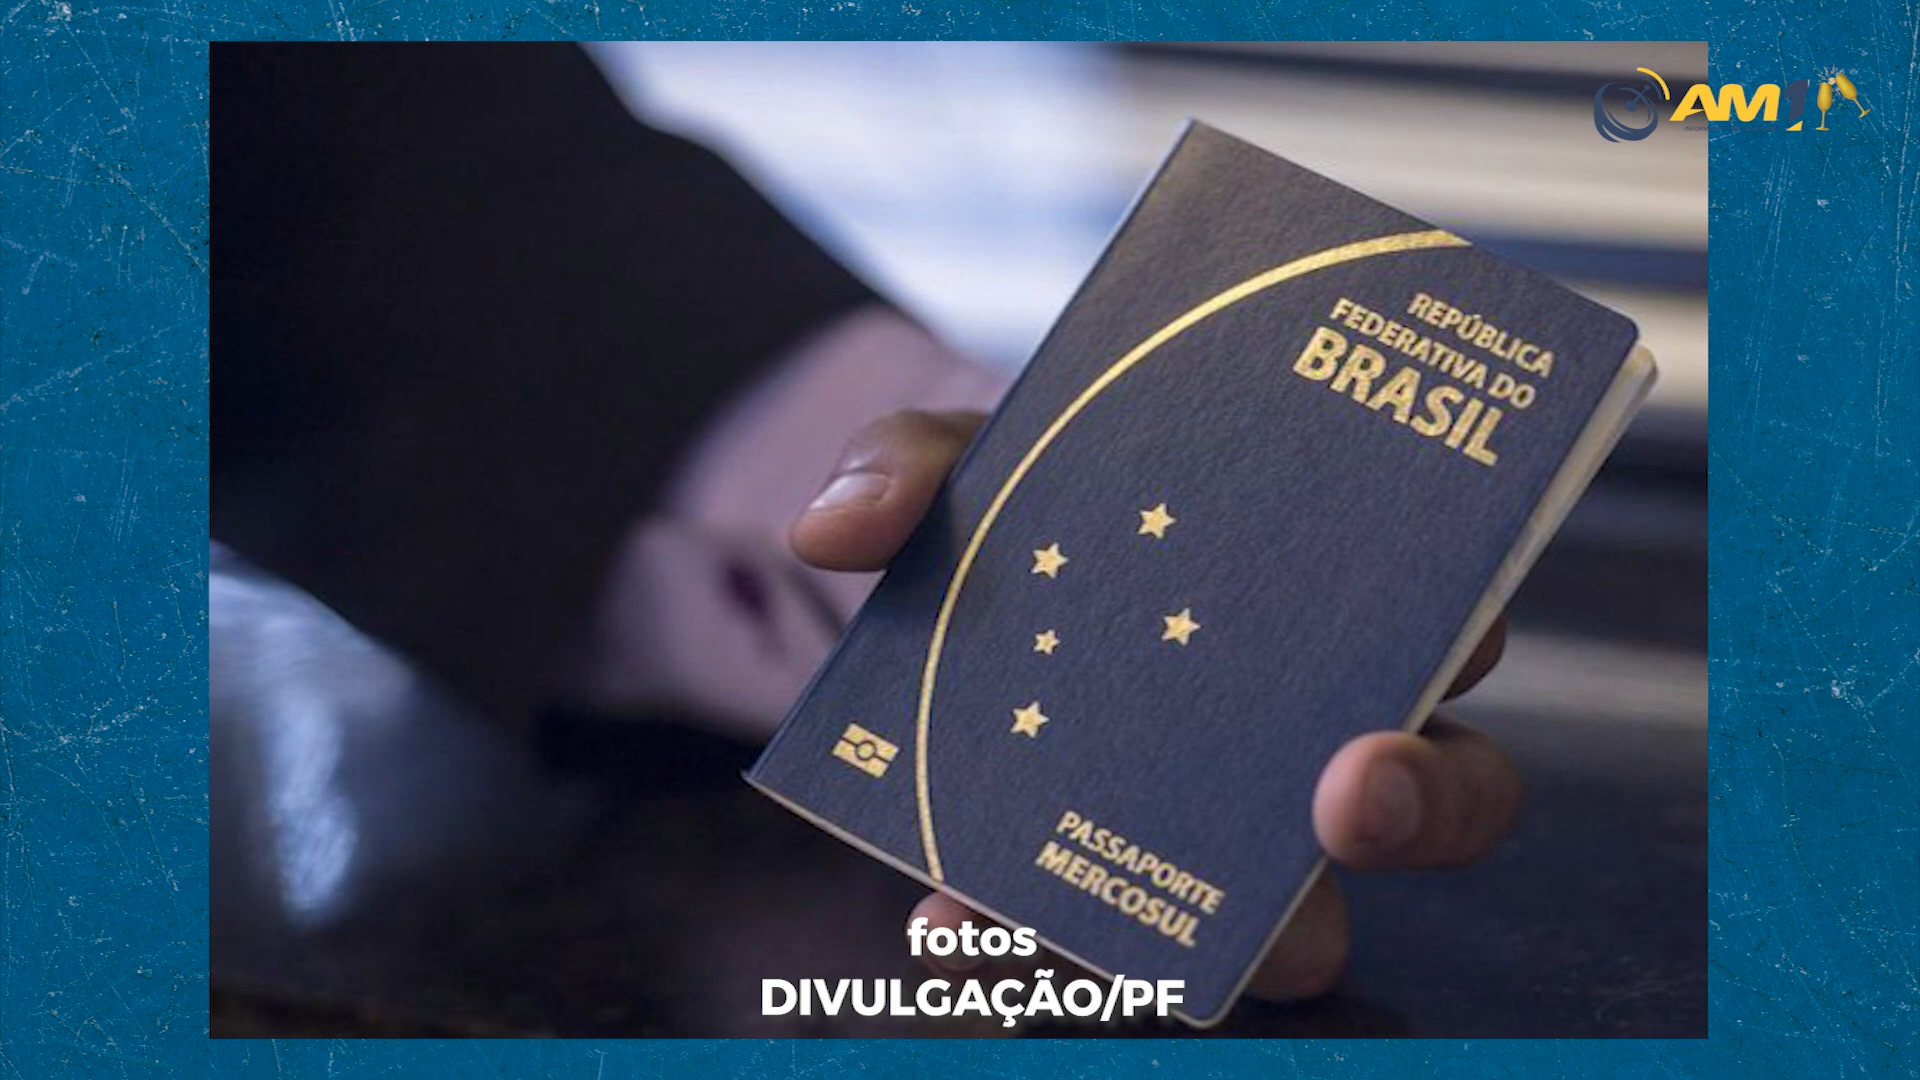 AM1
REPÚBLICA
FEDERATIVA DO
BRASIL
PASSAPORTE
MERCOSUL
fotos
DIVULGAÇÃO/PF